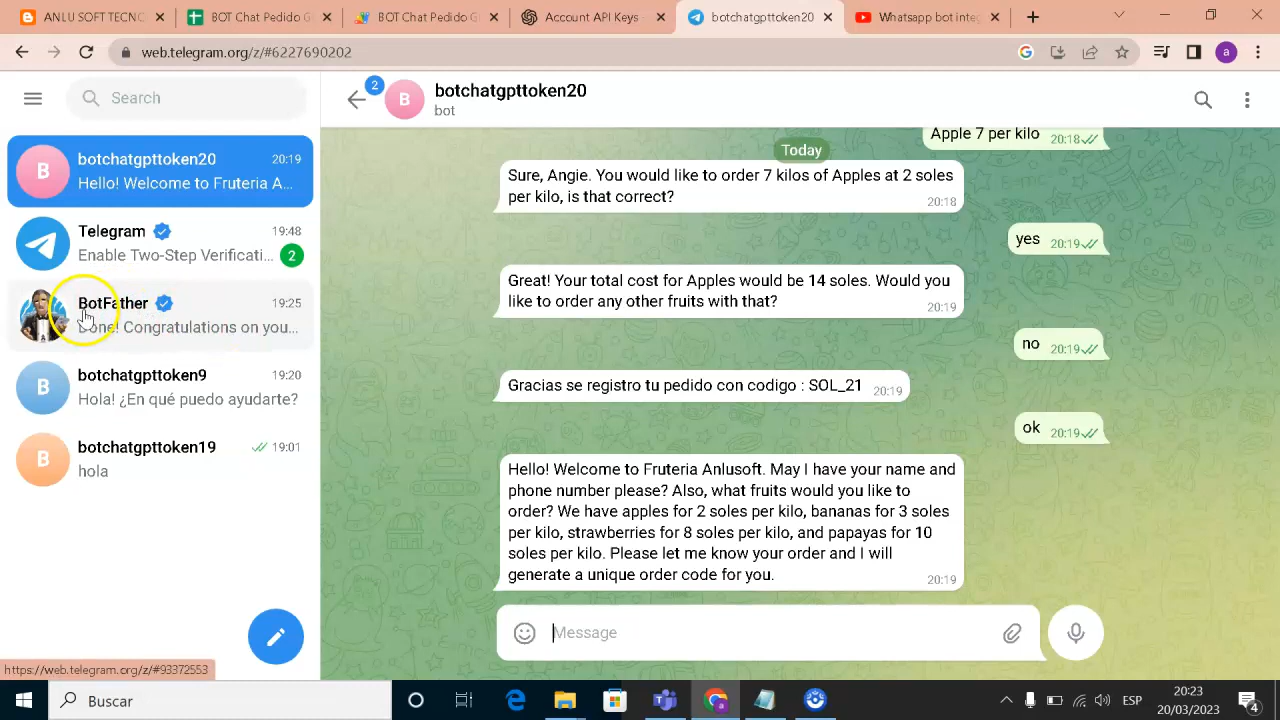 ANLU SOFT TECNO
BOT Chat Pedido G
BOT Chat Pedido G
Account API Keys
botchatgpttoken20
Whatsapp bot inte
web.telegram.org/z/#6227690202
a
Search
2
B
botchatgpttoken20
bot
B
botchatgpttoken20
20:19
Hello! Welcome to Fruteria A...
Telegram
19:48
Enable Two-Step Verificati...
2
BotFather
19:25
Done! Congratulations on you...
B
botchatgpttoken9
19:20
Hola! ¿En qué puedo ayudarte?
B
botchatgpttoken19
19:01
hola
Apple 7 per kilo
20:18
Today
Sure, Angie. You would like to order 7 kilos of Apples at 2 soles
per kilo, is that correct?
20:18
yes
20:19
Great! Your total cost for Apples would be 14 soles. Would you
like to order any other fruits with that?
20:19
no
20:19
Gracias se registro tu pedido con codigo : SOL_21
20:19
ok
20:19
Hello! Welcome to Fruteria Anlusoft. May I have your name and
phone number please? Also, what fruits would you like to
order? We have apples for 2 soles per kilo, bananas for 3 soles
per kilo, strawberries for 8 soles per kilo, and papayas for 10
soles per kilo. Please let me know your order and I will
generate a unique order code for you.
20:19
Message
https://web.telegram.org/z/#93372553
Buscar
ESP
20:23
20/03/2023
4